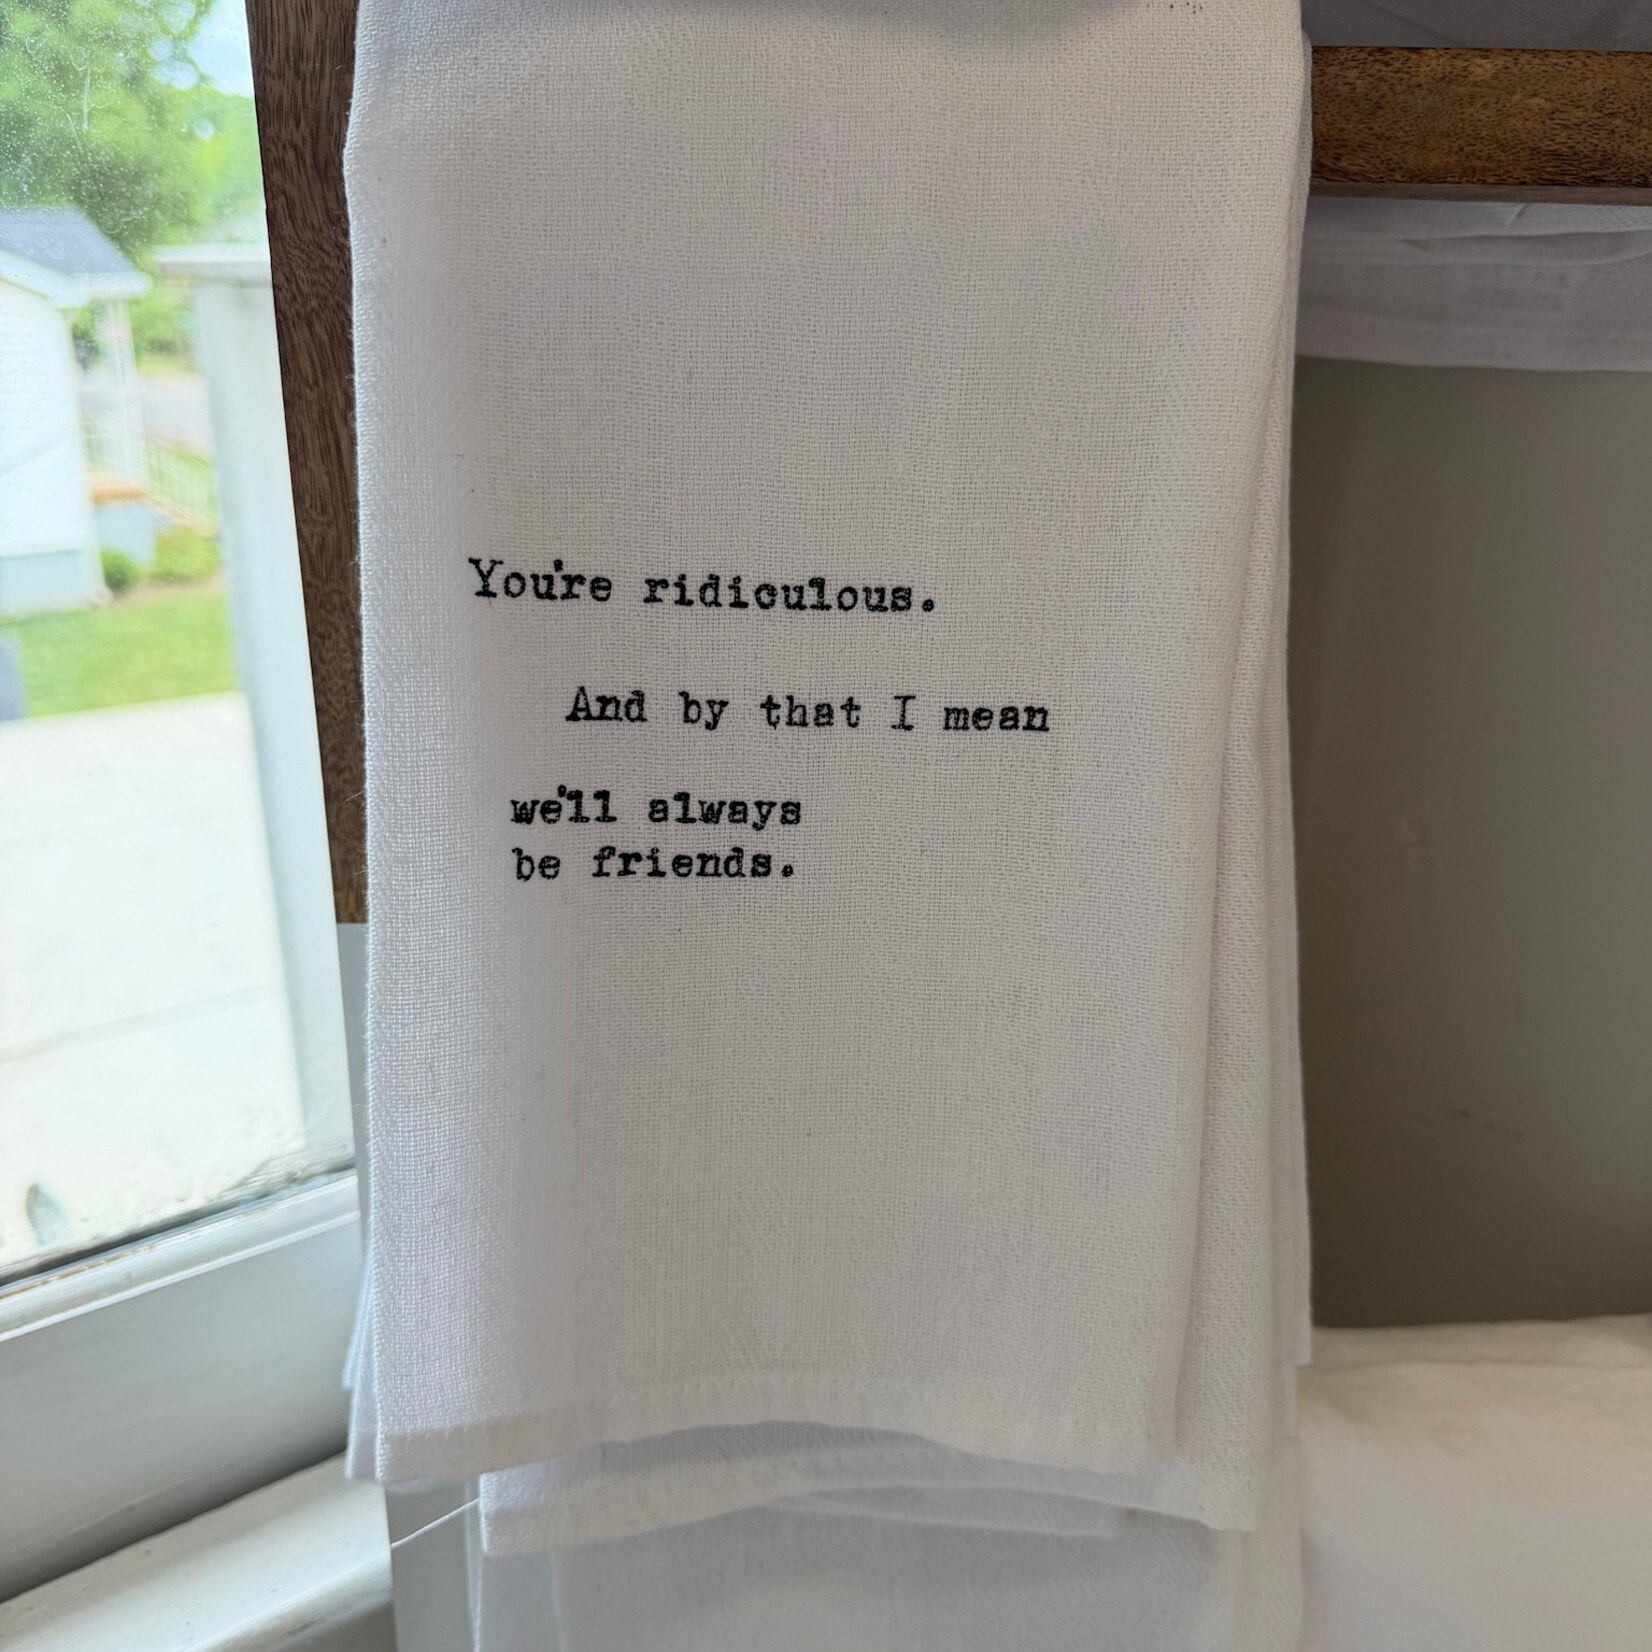 You're ridiculous.
And by that I mean
we'll always
be friends.